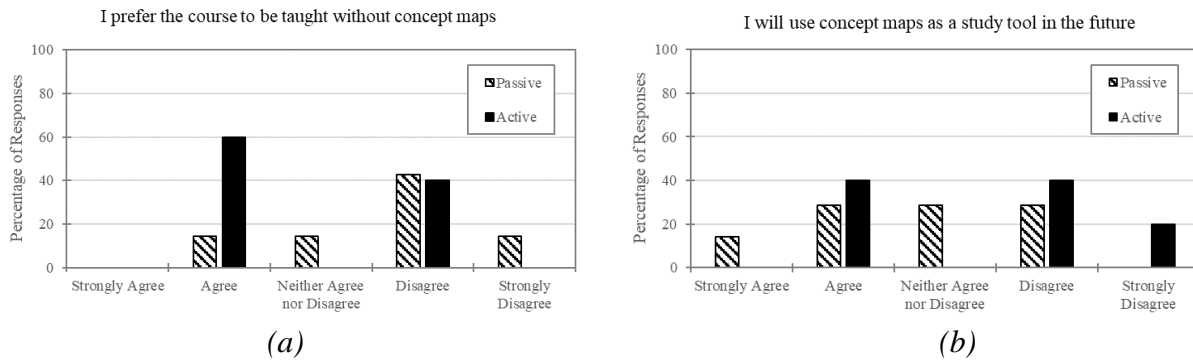 I prefer the course to be taught without concept maps
100
80
60
40
20
0
Percentage of Responses
Passive
Active
Strongly Agree
Agree
Neither Agree
nor Disagree
Disagree
Strongly
Disagree
(a)
I will use concept maps as a study tool in the future
100
80
60
40
20
0
Percentage of Responses
Passive
Active
Strongly Agree
Agree
Neither Agree
nor Disagree
Disagree
Strongly
Disagree
(b)